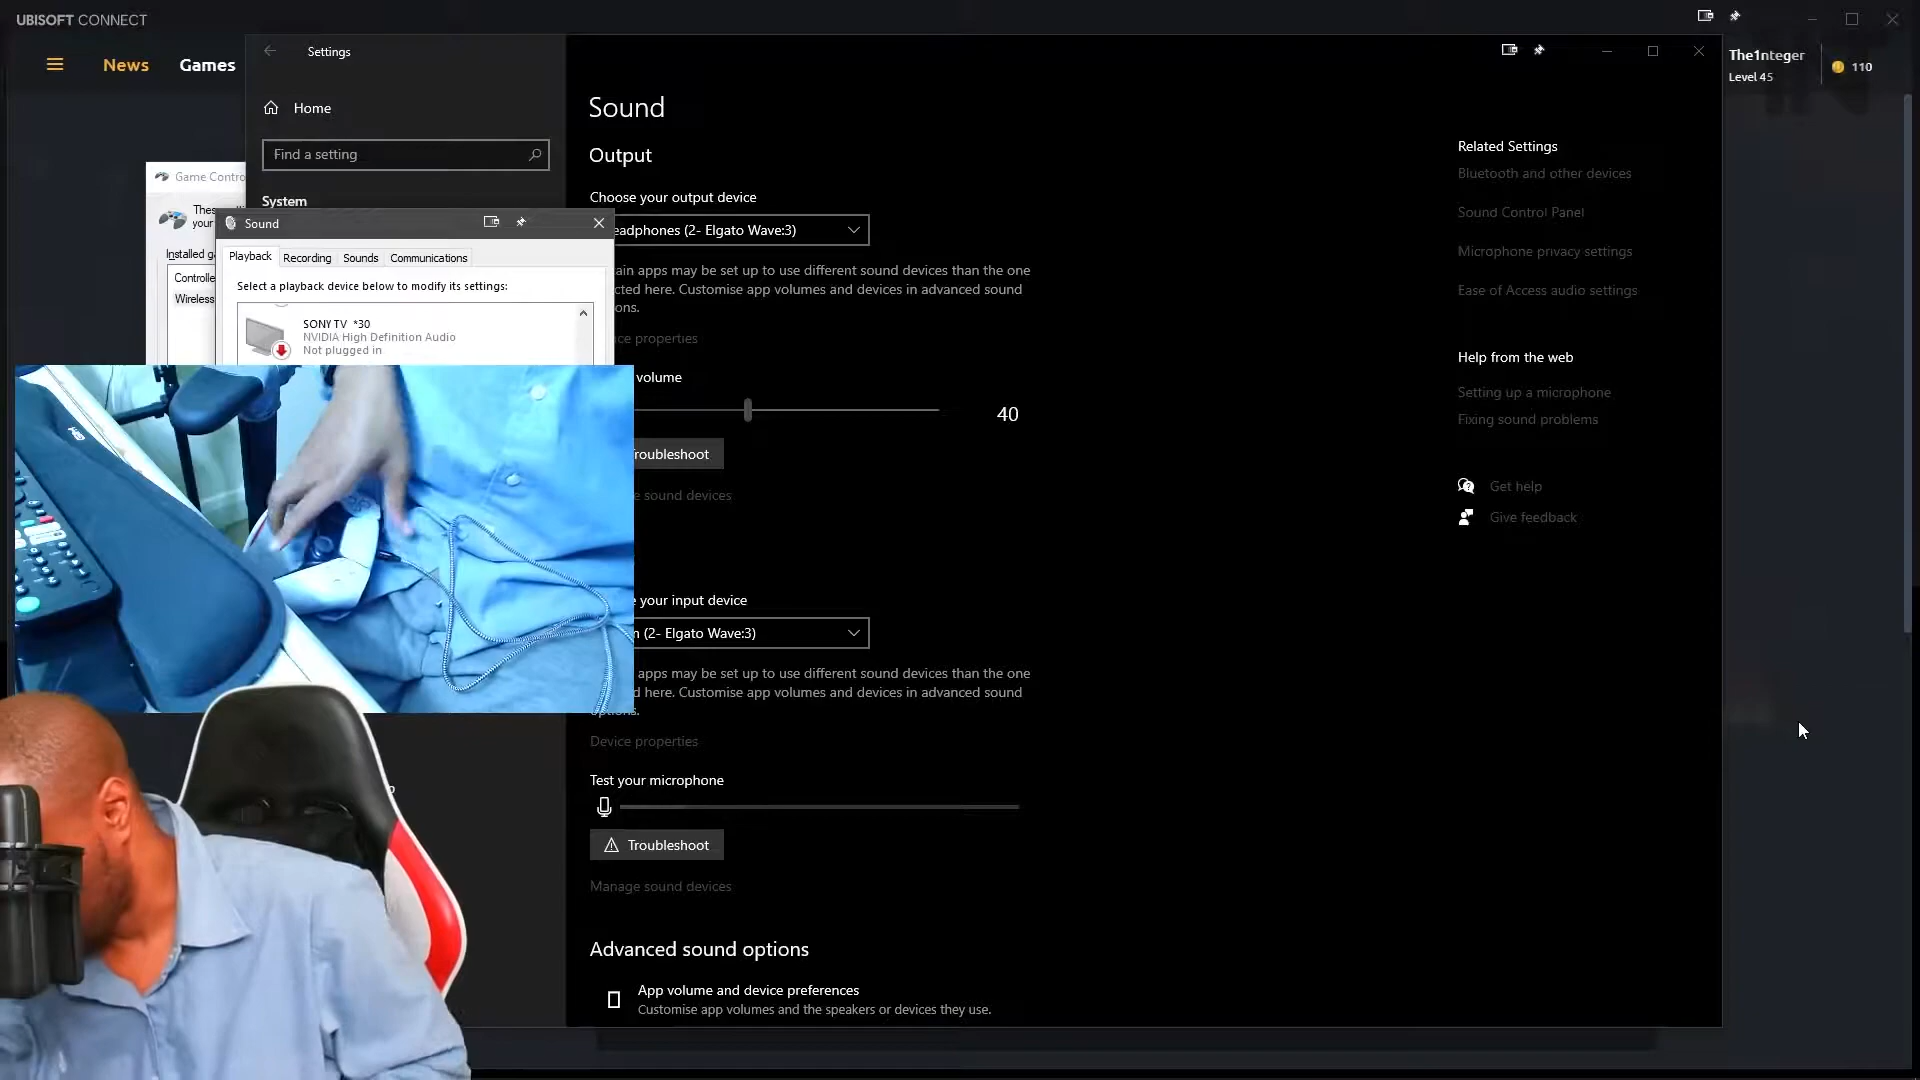 UBISOFT CONNECT
News
Games
The1nteger
Level 45
110
Settings
Home
Find a setting
System
Game Contro
These
your
Installed ga
Controlle
Wireless
Sound
Playback
Recording
Sounds
Communications
Select a playback device below to modify its settings:
SONY TV *30
NVIDIA High Definition Audio
Not plugged in
Sound
Output
Choose your output device
eadphones (2- Elgato Wave:3)
ain apps may be set up to use different sound devices than the one
cted here. Customise app volumes and devices in advanced sound
ons.
ice properties
volume
40
roubleshoot
e sound devices
e your input device
n (2- Elgato Wave:3)
apps may be set up to use different sound devices than the one
d here. Customise app volumes and devices in advanced sound
options.
Device properties
Test your microphone
Troubleshoot
Manage sound devices
Advanced sound options
App volume and device preferences
Customise app volumes and the speakers or devices they use.
Related Settings
Bluetooth and other devices
Sound Control Panel
Microphone privacy settings
Ease of Access audio settings
Help from the web
Setting up a microphone
Fixing sound problems
Get help
Give feedback